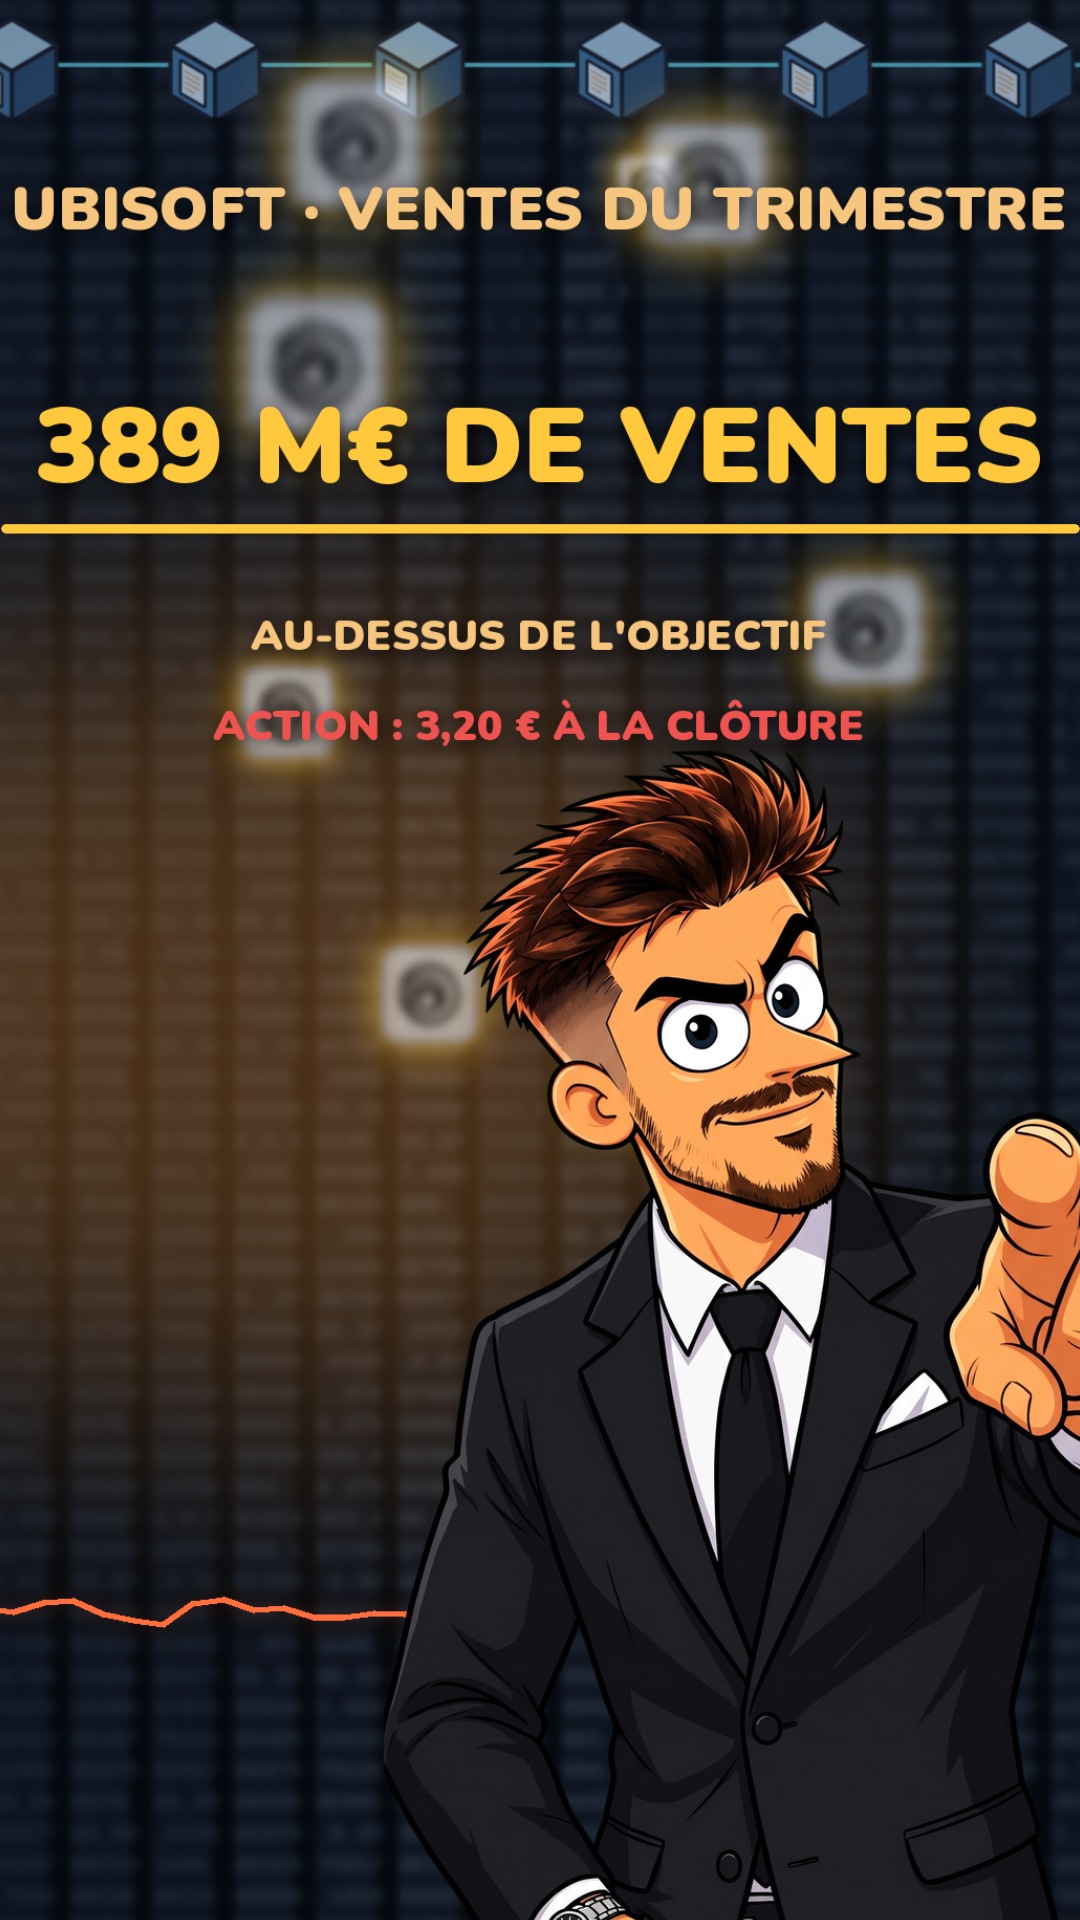 UBISOFT · VENTES DU TRIMESTRE
389 M€ DE VENTES
AU-DESSUS DE L'OBJECTIF
ACTION : 3,20 € À LA CLÔTURE